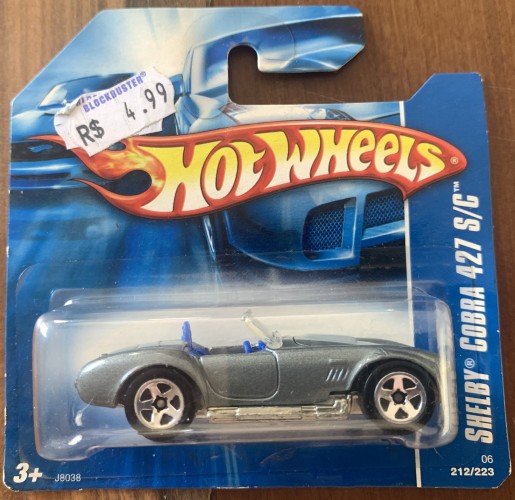 BLOCKBUSTER®
R$ 4.99
HOT WHEELS®
SHELBY® COBRA 427 S/C™
06
212/223
3+
J8038